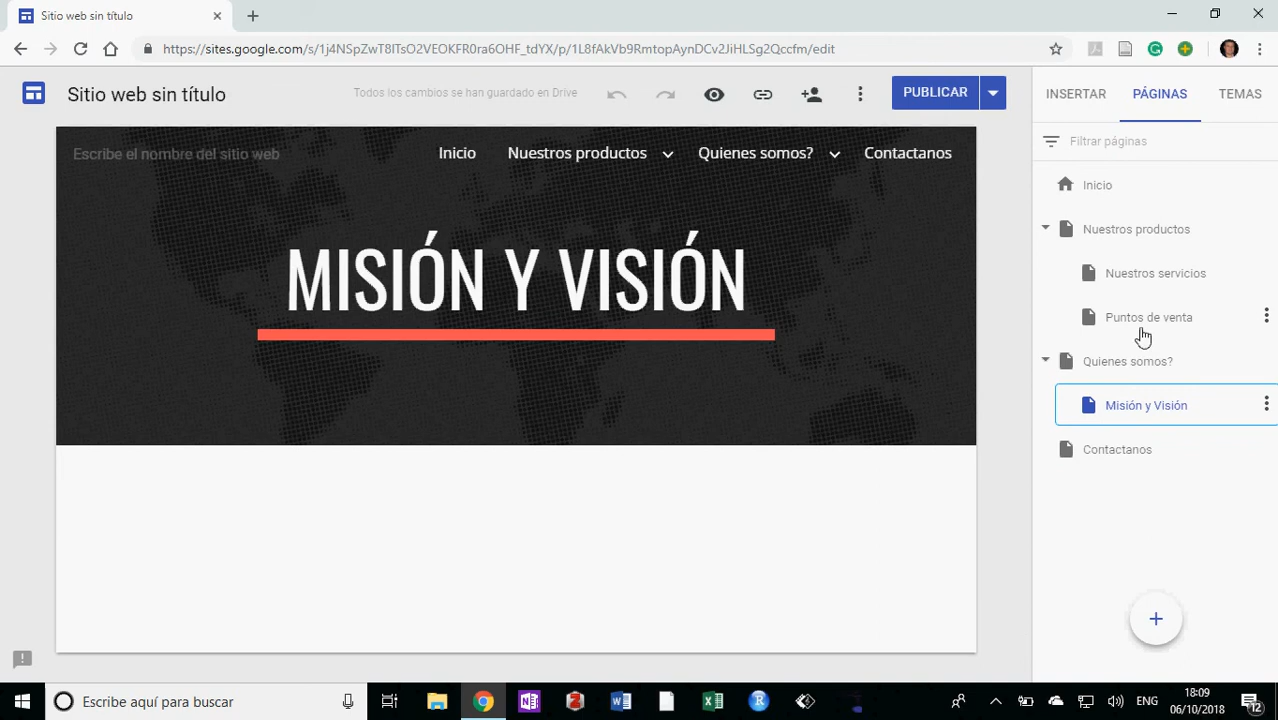 Sitio web sin título
https://sites.google.com/s/1j4NSpZwT8lTsO2VEOKFR0ra6OHF_tdYX/p/1L8fAkVb9RmtopAynDCv2JiHLSg2Qccfm/edit
Sitio web sin título
Todos los cambios se han guardado en Drive
PUBLICAR
INSERTAR PÁGINAS TEMAS
Escribe el nombre del sitio web
Inicio Nuestros productos Quienes somos? Contactanos
MISIÓN Y VISIÓN
Filtrar páginas
Inicio
Nuestros productos
Nuestros servicios
Puntos de venta
Quienes somos?
Misión y Visión
Contactanos
+
Escribe aquí para buscar
ENG
18:09
06/10/2018
12